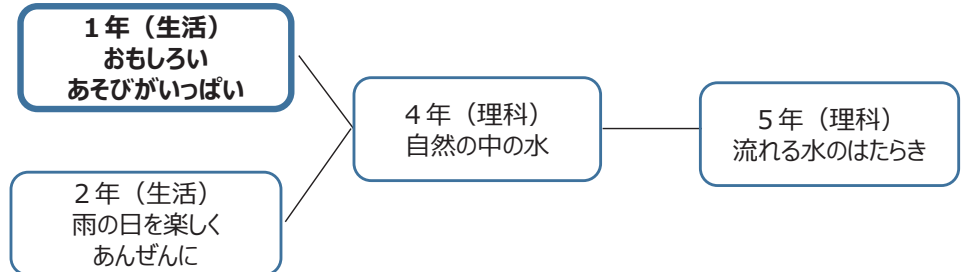 １年（生活）
おもしろい
あそびがいっぱい
２年（生活）
雨の日を楽しく
あんぜんに
４年（理科）
自然の中の水
５年（理科）
流れる水のはたらき